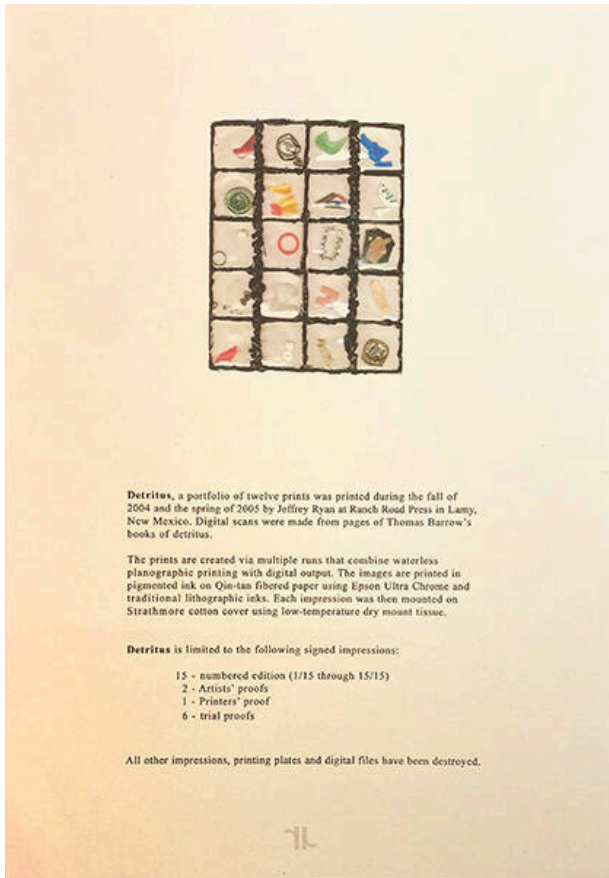 Detritus, a portfolio of twelve prints was printed during the fall of
2004 and the spring of 2005 by Jeffrey Ryan at Ranch Road Press in Lamy,
New Mexico. Digital scans were made from pages of Thomas Barrow's
books of detritus.
The prints are created via multiple runs that combine waterless
planographic printing with digital output. The images are printed in
pigmented ink on Qin-tan fibered paper using Epson Ultra Chrome and
traditional lithographic inks. Each impression was then mounted on
Strathmore cotton cover using low-temperature dry mount tissue.
Detritus is limited to the following signed impressions:
15 - numbered edition (1/15 through 15/15)
2 - Artists' proofs
1 - Printers' proof
6 - trial proofs
All other impressions, printing plates and digital files have been destroyed.